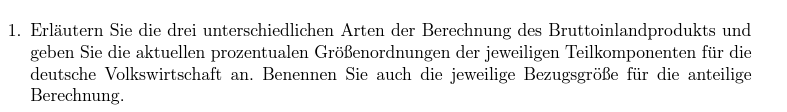 1. Erläutern Sie die drei unterschiedlichen Arten der Berechnung des Bruttoinlandprodukts und
geben Sie die aktuellen prozentualen Größenordnungen der jeweiligen Teilkomponenten für die
deutsche Volkswirtschaft an. Benennen Sie auch die jeweilige Bezugsgröße für die anteilige
Berechnung.